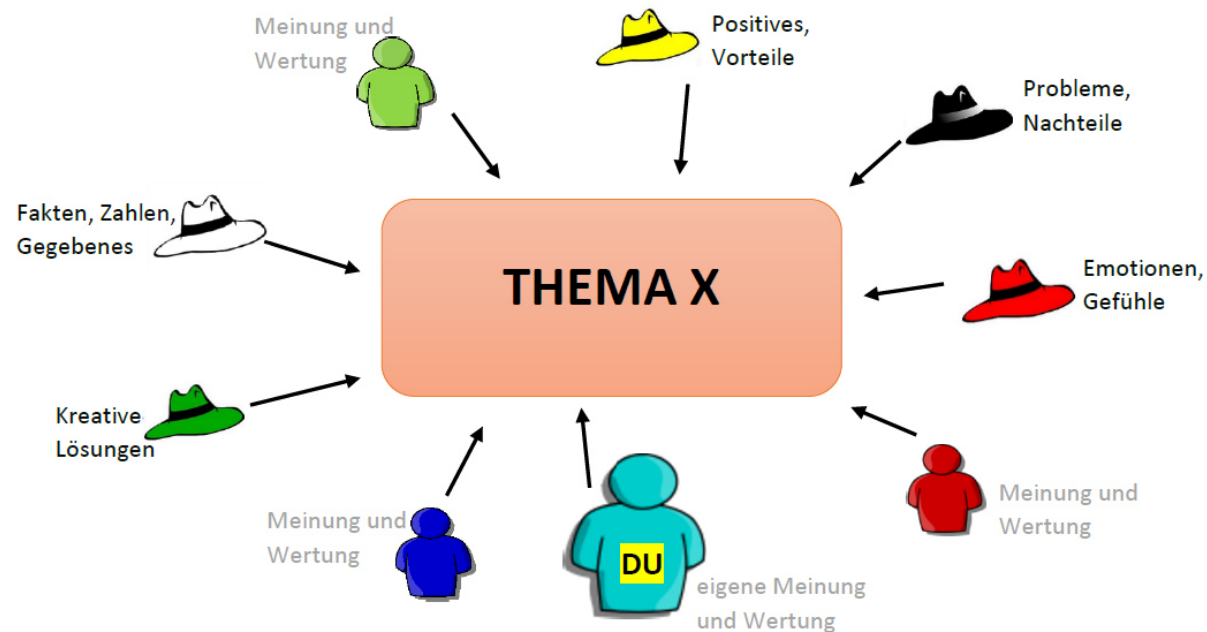 Meinung und
Wertung
Positives,
Vorteile
Probleme,
Nachteile
Fakten, Zahlen,
Gegebenes
THEMA X
Emotionen,
Gefühle
Kreative
Lösungen
Meinung und
Wertung
DU
eigene Meinung
und Wertung
Meinung und
Wertung